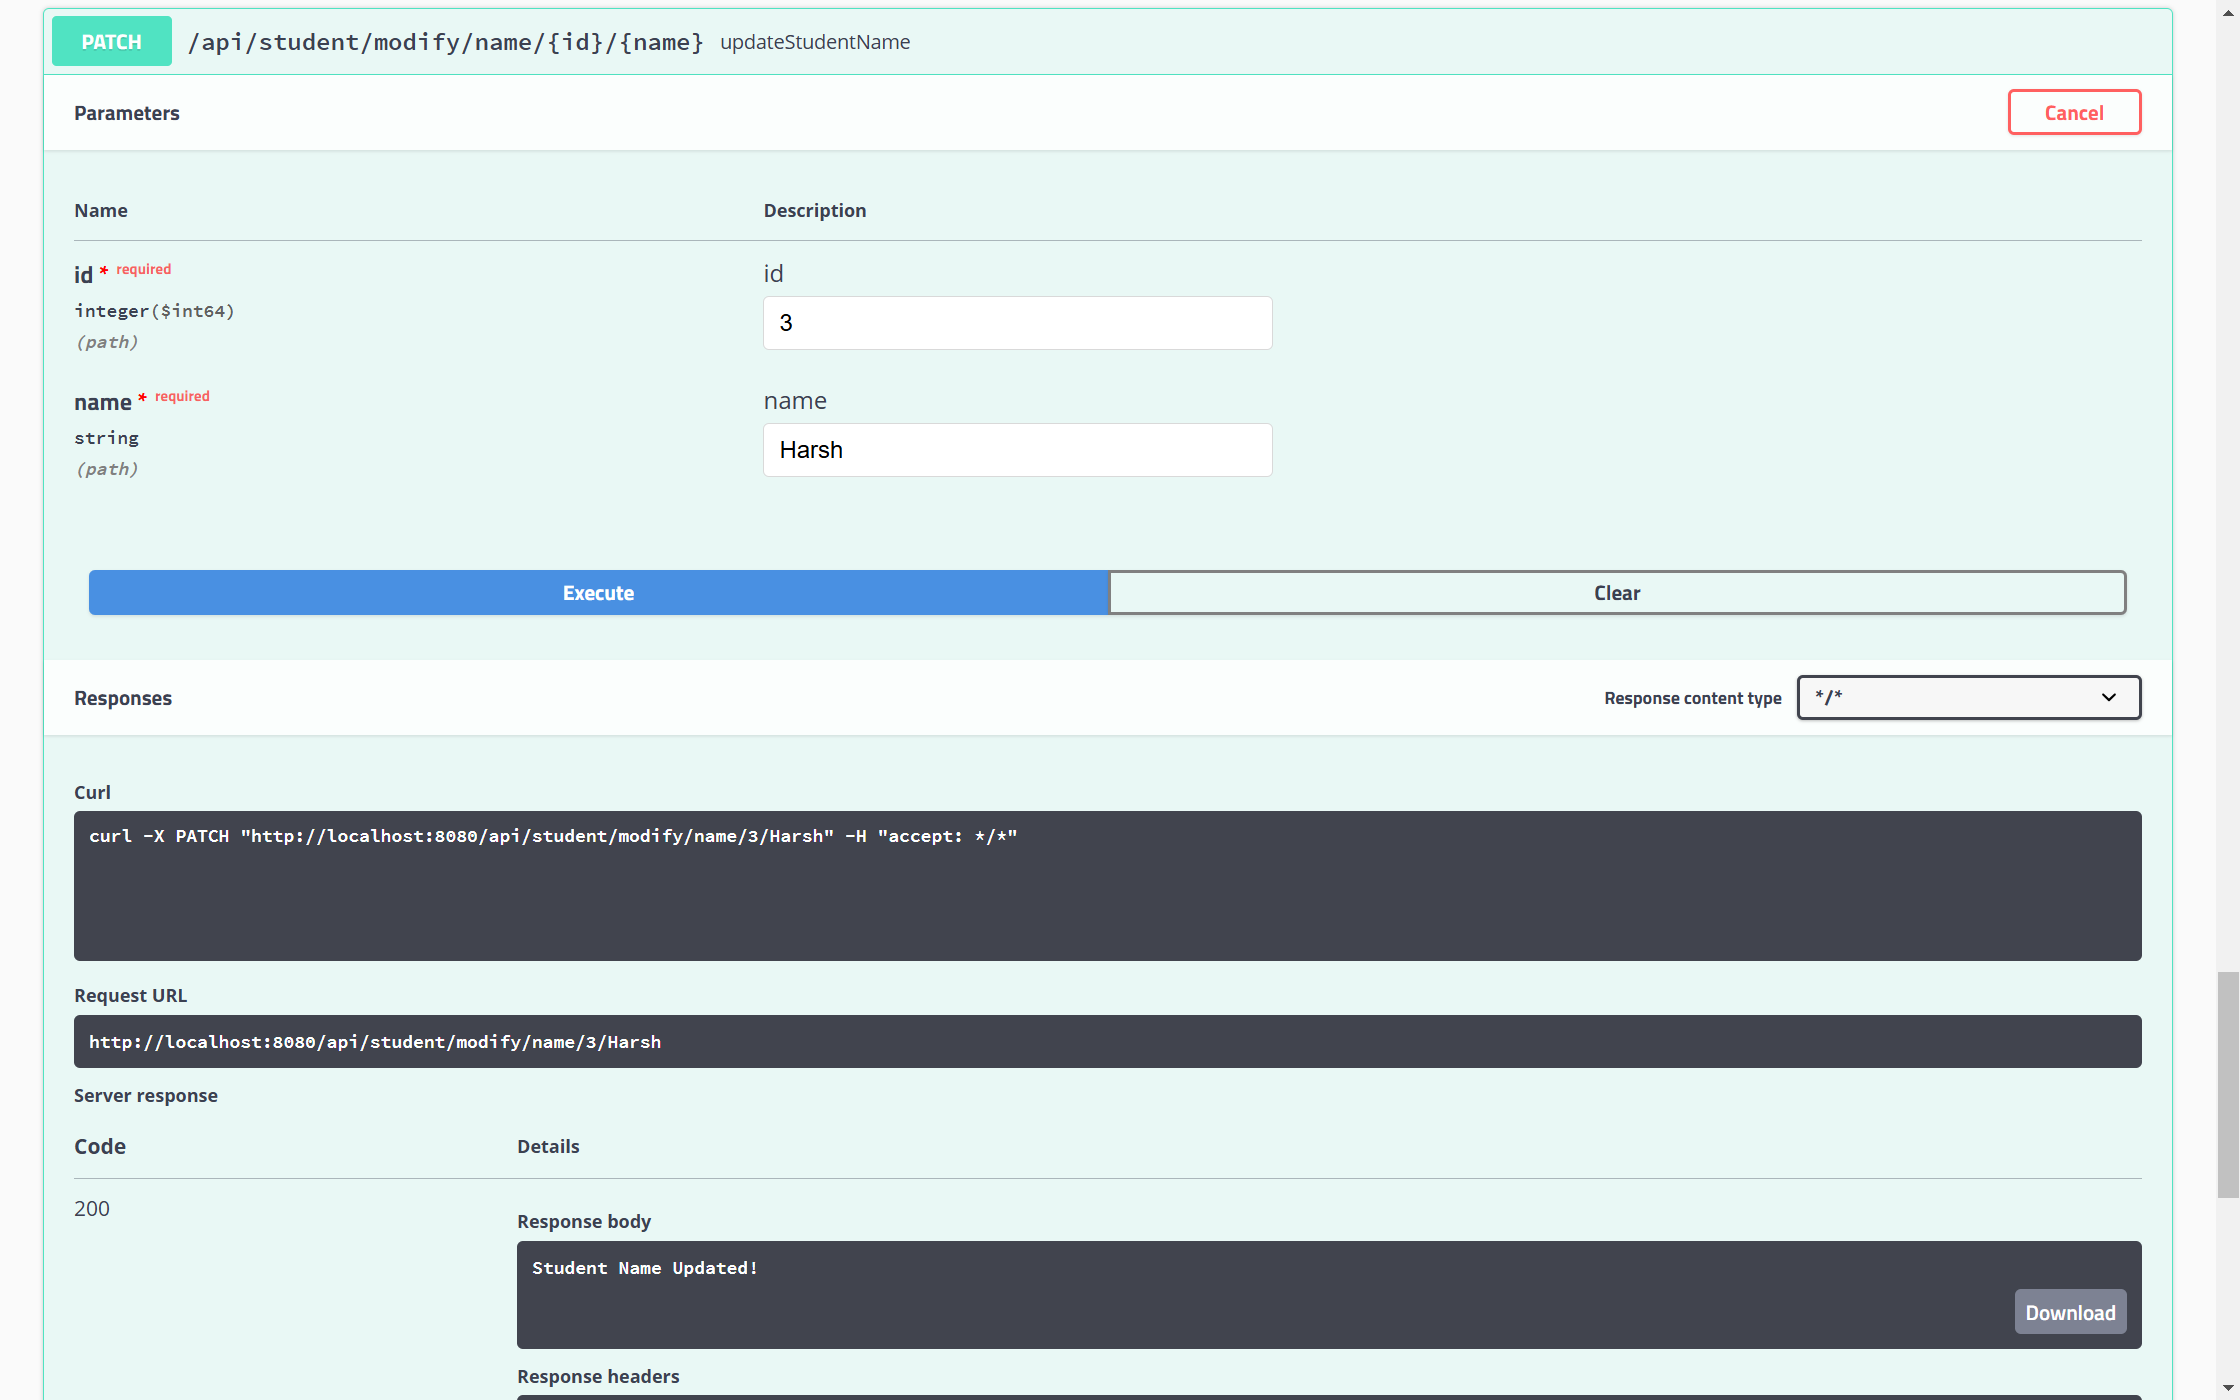 PATCH /api/student/modify/name/{id}/{name} updateStudentName
Parameters Cancel
Name Description
id * required id
integer($int64) 3
(path)
name * required name
string Harsh
(path)
Execute Clear
Responses Response content type */*
Curl
curl -X PATCH "http://localhost:8080/api/student/modify/name/3/Harsh" -H "accept: */*"
Request URL
http://localhost:8080/api/student/modify/name/3/Harsh
Server response
Code Details
200
Response body
Student Name Updated!
Download
Response headers